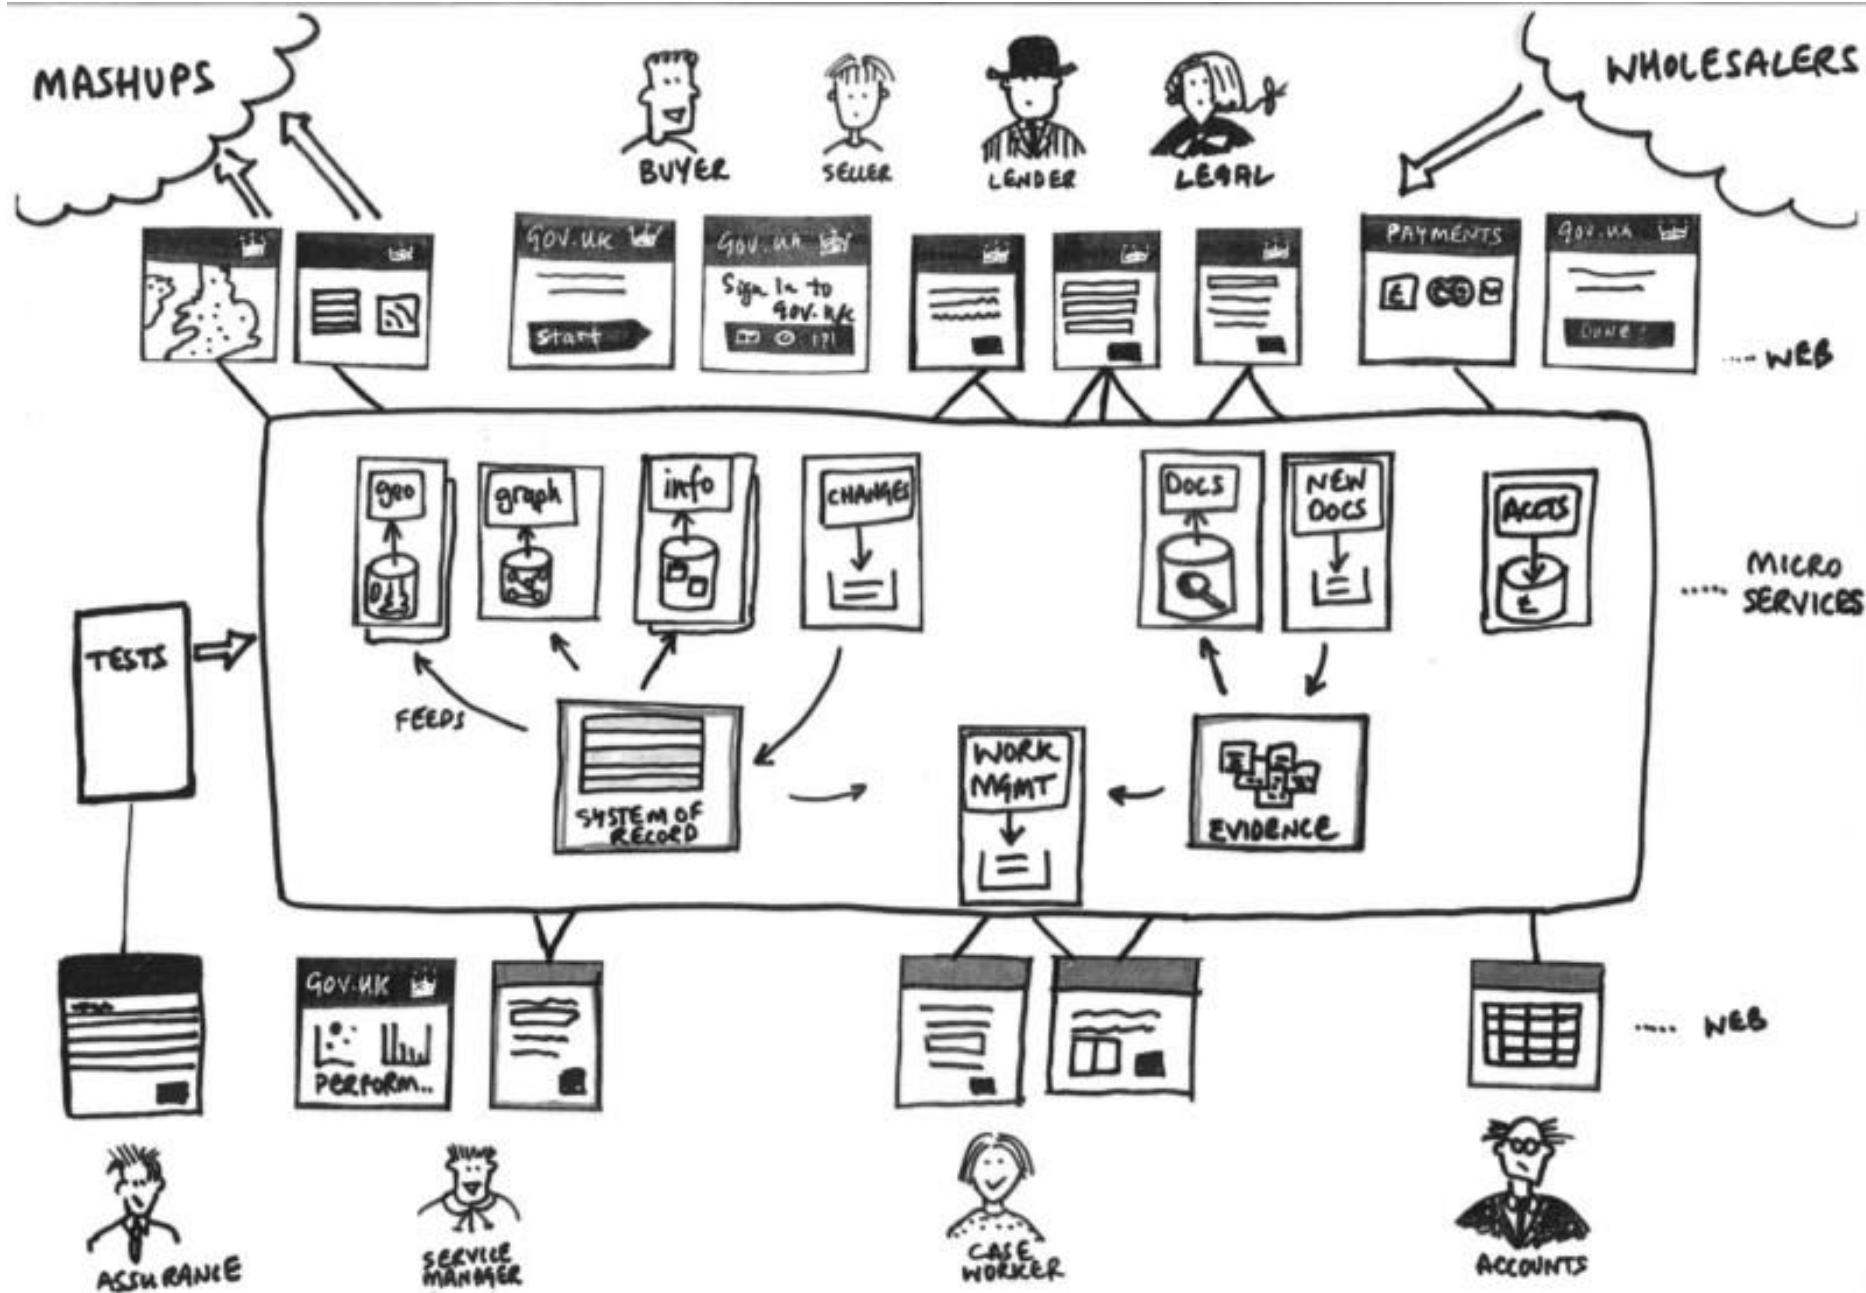 MASHUPS
WHOLESALERS
BUYER
SELLER
LENDER
LEGAL
GOV.UK
Start
GOV.UK
Sign In to
GOV.UK
PAYMENTS
£
GOV.UK
DONE!
..... WEB
geo
graph
info
CHANGES
DOCS
NEW
DOCS
ACCTS
£
..... MICRO
SERVICES
TESTS
FEEDS
SYSTEM OF
RECORD
WORK
MGMT
EVIDENCE
GOV.UK
PERFORM..
..... WEB
ASSURANCE
SERVICE
MANAGER
CASE
WORKER
ACCOUNTS